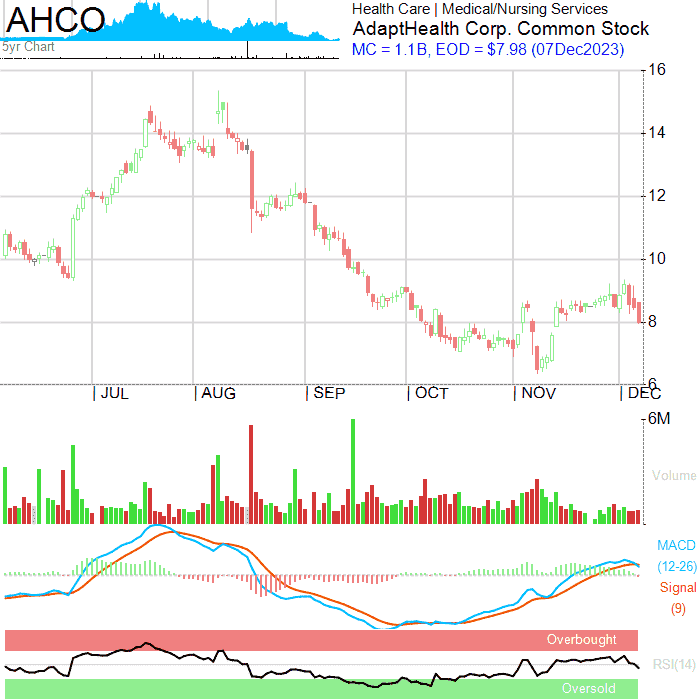 AHCO
5yr Chart
Health Care | Medical/Nursing Services
AdaptHealth Corp. Common Stock
MC = 1.1B, EOD = $7.98 (07Dec2023)
16
14
12
10
8
6
JUL
AUG
SEP
OCT
NOV
DEC
6M
Volume
MACD
(12-26)
Signal
(9)
Overbought
RSI(14)
Oversold